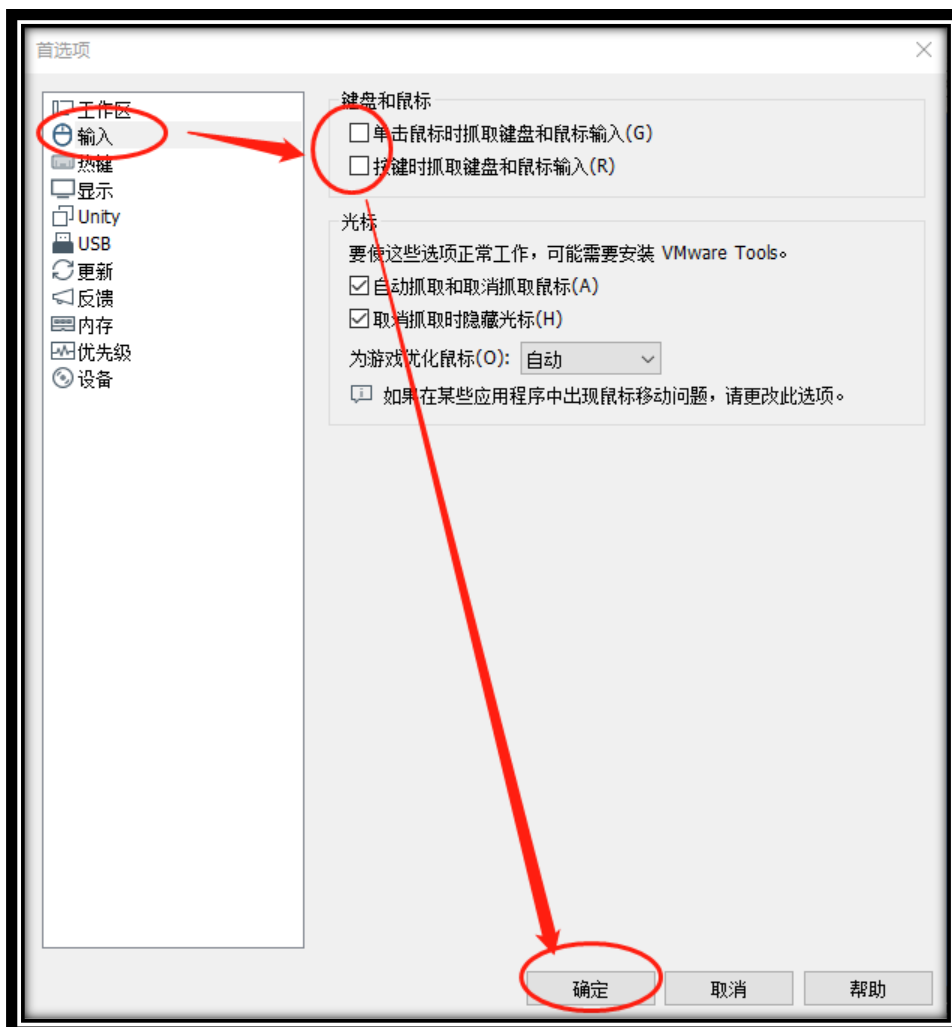 首选项
工作区
输入
热键
显示
Unity
USB
更新
反馈
内存
优先级
设备
键盘和鼠标
单击鼠标时抓取键盘和鼠标输入(G)
按键时抓取键盘和鼠标输入(R)
光标
要使这些选项正常工作，可能需要安装 VMware Tools。
自动抓取和取消抓取鼠标(A)
取消抓取时隐藏光标(H)
为游戏优化鼠标(O): 自动
如果在某些应用程序中出现鼠标移动问题，请更改此选项。
确定 取消 帮助